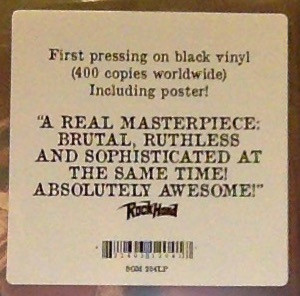 First pressing on black vinyl
(400 copies worldwide)
Including poster!
"A REAL MASTERPIECE:
BRUTAL, RUTHLESS
AND SOPHISTICATED AT
THE SAME TIME!
ABSOLUTELY AWESOME!"
RockHard